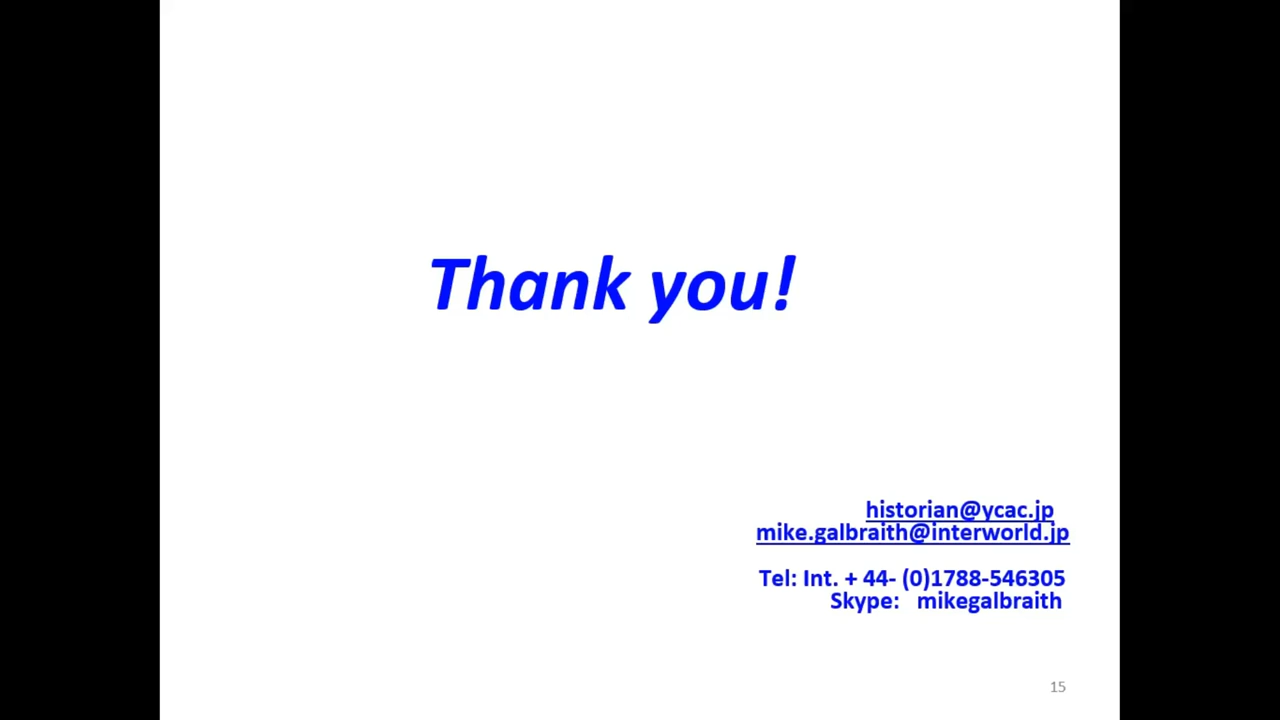 Thank you!
historian@ycac.jp
mike.galbraith@interworld.jp
Tel: Int. + 44- (0)1788-546305
Skype: mikegalbraith
15